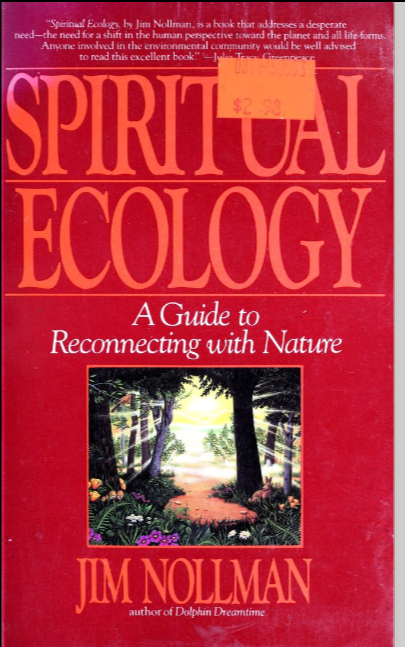 "Spiritual Ecology, by Jim Nollman, is a book that addresses a desperate
need—the need for a shift in the human perspective toward the planet and all life-forms.
Anyone involved in the environmental community would be well advised
to read this excellent book." — Greenpeace
$2.98
SPIRITUAL
ECOLOGY
A Guide to
Reconnecting with Nature
JIM NOLLMAN
author of Dolphin Dreamtime